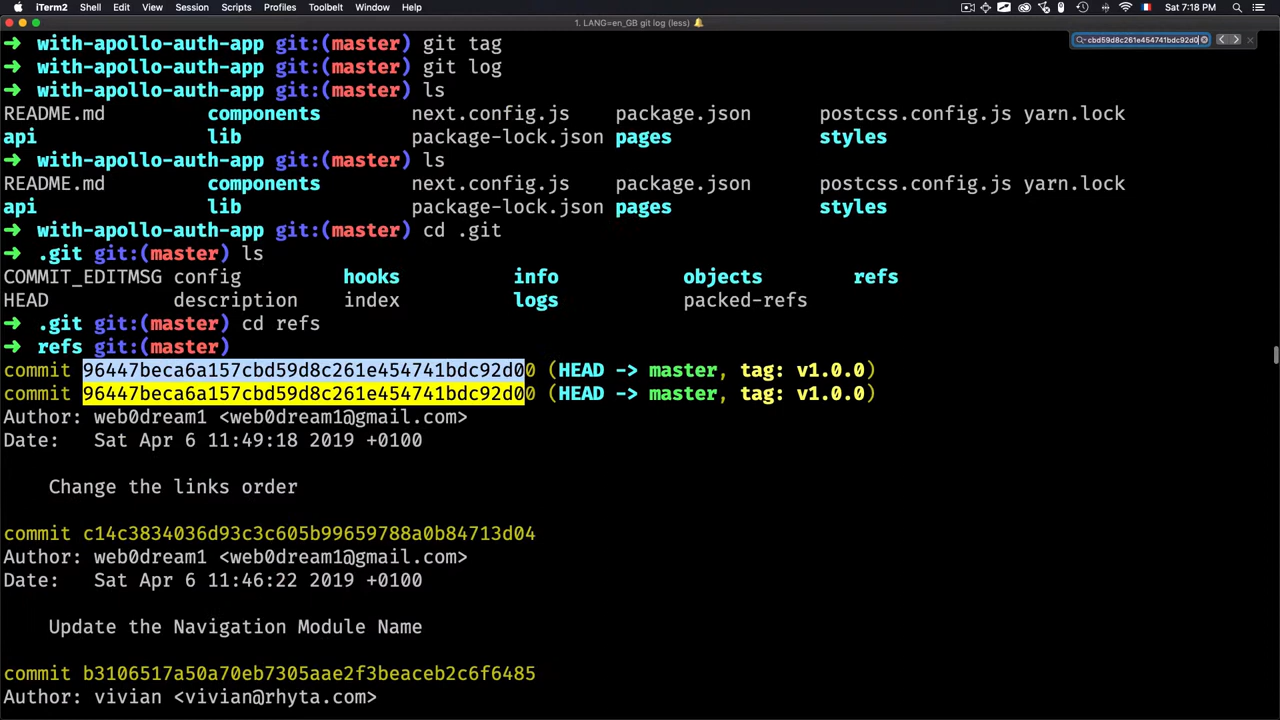 iTerm2 Shell Edit View Session Scripts Profiles Toolbelt Window Help Sat 7:18 PM
1. LANG=en_GB git log (less)
cbd59d8c261e454741bdc92d0
➜ with-apollo-auth-app git:(master) git tag
➜ with-apollo-auth-app git:(master) git log
➜ with-apollo-auth-app git:(master) ls
README.md components next.config.js package.json postcss.config.js yarn.lock
api lib package-lock.json pages styles
➜ with-apollo-auth-app git:(master) ls
README.md components next.config.js package.json postcss.config.js yarn.lock
api lib package-lock.json pages styles
➜ with-apollo-auth-app git:(master) cd .git
➜ .git git:(master) ls
COMMIT_EDITMSG config hooks info objects refs
HEAD description index logs packed-refs
➜ .git git:(master) cd refs
➜ refs git:(master)
commit 96447beca6a157cbd59d8c261e454741bdc92d00 (HEAD -> master, tag: v1.0.0)
commit 96447beca6a157cbd59d8c261e454741bdc92d00 (HEAD -> master, tag: v1.0.0)
Author: web0dream1 <web0dream1@gmail.com>
Date: Sat Apr 6 11:49:18 2019 +0100
Change the links order
commit c14c3834036d93c3c605b99659788a0b84713d04
Author: web0dream1 <web0dream1@gmail.com>
Date: Sat Apr 6 11:46:22 2019 +0100
Update the Navigation Module Name
commit b3106517a50a70eb7305aae2f3beaceb2c6f6485
Author: vivian <vivian@rhyta.com>